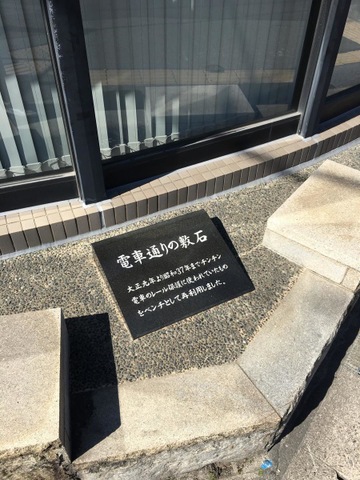 電車通りの敷石
大正元年より昭和37年までチンチン
電車のレール保護に使われていたもの
をベンチとして再利用しました。